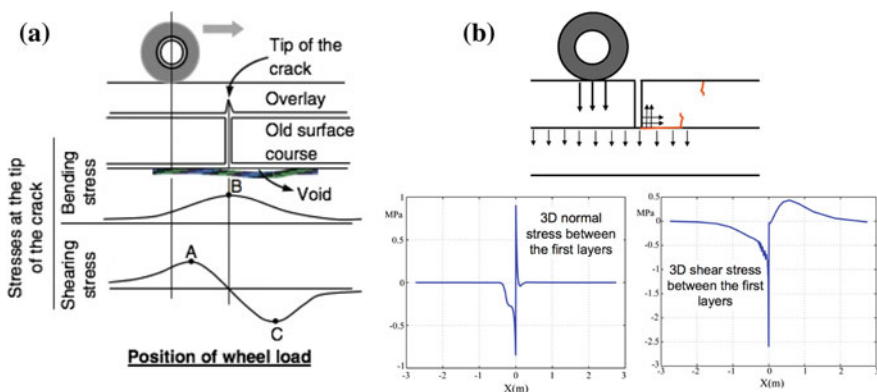 (a)
Tip of the
crack
Overlay
Old surface
course
Void
Stresses at the tip
of the crack
Bending
stress
Shearing
stress
B
A
C
Position of wheel load
(b)
1
MPa
0.5
0
-0.5
-1
-3 -2 -1 0 1 2 3
X(m)
3D normal
stress between
the first layers
0.5
MPa
0
-0.5
-1
-1.5
-2
-2.5
-3
-3 -2 -1 0 1 2 3
X(m)
3D shear stress
between the first
layers